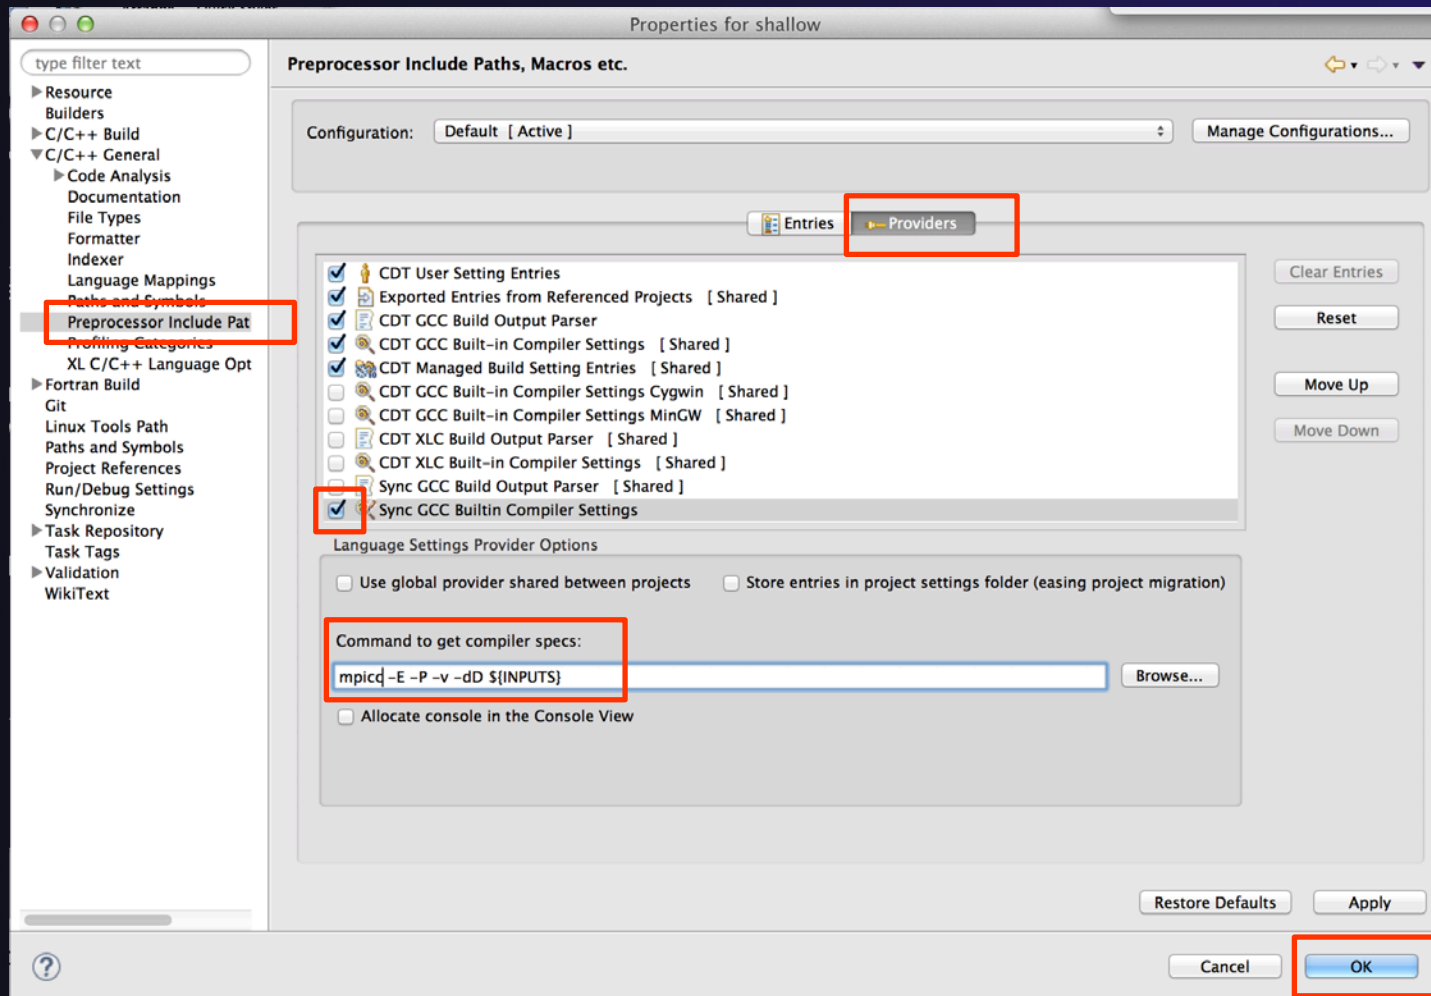 Properties for shallow
type filter text
Resource
Builders
C/C++ Build
C/C++ General
Code Analysis
Documentation
File Types
Formatter
Indexer
Language Mappings
Paths and Symbols
Preprocessor Include Pat
Profiling Categories
XL C/C++ Language Opt
Fortran Build
Git
Linux Tools Path
Paths and Symbols
Project References
Run/Debug Settings
Synchronize
Task Repository
Task Tags
Validation
WikiText
Preprocessor Include Paths, Macros etc.
Configuration: Default [ Active ] Manage Configurations...
Entries Providers
CDT User Setting Entries
Exported Entries from Referenced Projects [ Shared ]
CDT GCC Build Output Parser
CDT GCC Built-in Compiler Settings [ Shared ]
CDT Managed Build Setting Entries [ Shared ]
CDT GCC Built-in Compiler Settings Cygwin [ Shared ]
CDT GCC Built-in Compiler Settings MinGW [ Shared ]
CDT XLC Build Output Parser [ Shared ]
CDT XLC Built-in Compiler Settings [ Shared ]
Sync GCC Build Output Parser [ Shared ]
Sync GCC Builtin Compiler Settings
Clear Entries
Reset
Move Up
Move Down
Language Settings Provider Options
Use global provider shared between projects Store entries in project settings folder (easing project migration)
Command to get compiler specs:
mpicc -E -P -v -dD ${INPUTS} Browse...
Allocate console in the Console View
Restore Defaults Apply
? Cancel OK